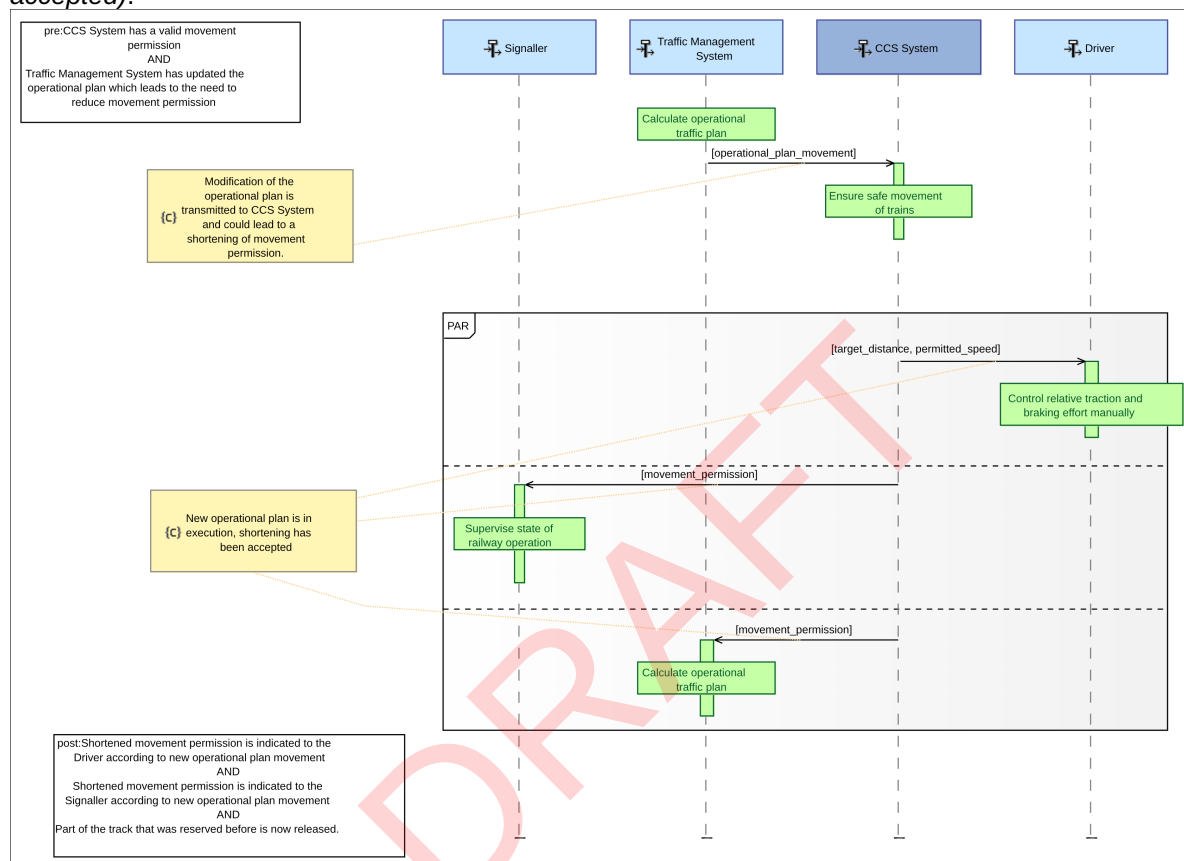 accepted).
pre:CCS System has a valid movement
permission
AND
Traffic Management System has updated the
operational plan which leads to the need to
reduce movement permission
Signaller
Traffic Management
System
CCS System
Driver
Calculate operational
traffic plan
[operational_plan_movement]
Modification of the
operational plan is
{C} transmitted to CCS System
and could lead to a
shortening of movement
permission.
Ensure safe movement
of trains
PAR
[target_distance, permitted_speed]
Control relative traction and
braking effort manually
[movement_permission]
New operational plan is in
{C} execution, shortening has
been accepted
Supervise state of
railway operation
[movement_permission]
Calculate operational
traffic plan
post:Shortened movement permission is indicated to the
Driver according to new operational plan movement
AND
Shortened movement permission is indicated to the
Signaller according to new operational plan movement
AND
Part of the track that was reserved before is now released.
DRAFT